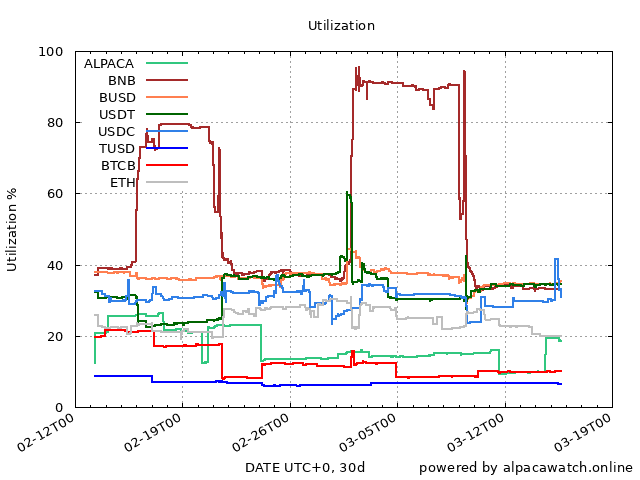 Utilization
100
80
60
40
20
0
Utilization %
ALPACA
BNB
BUSD
USDT
USDC
TUSD
BTCB
ETH
02-12T00
02-19T00
02-26T00
03-05T00
03-12T00
03-19T00
DATE UTC+0, 30d
powered by alpacawatch.online